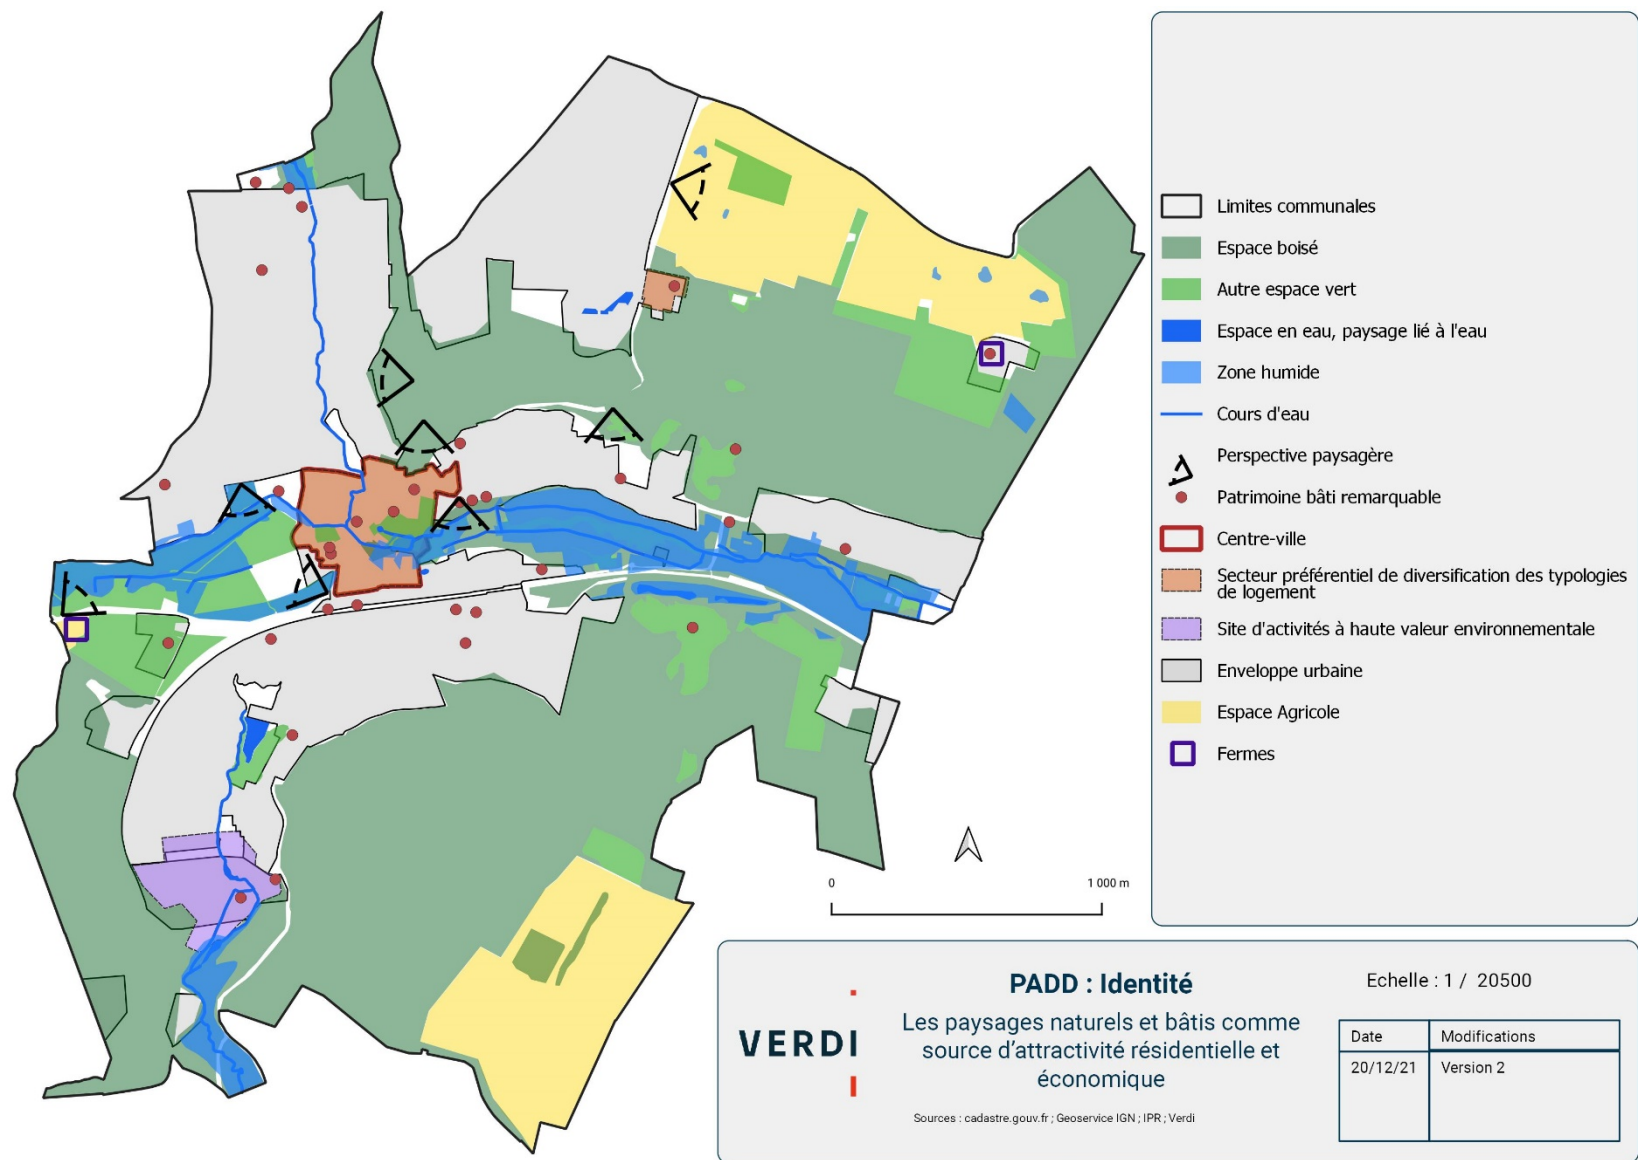 Limites communales
Espace boisé
Autre espace vert
Espace en eau, paysage lié à l'eau
Zone humide
Cours d'eau
Perspective paysagère
Patrimoine bâti remarquable
Centre-ville
Secteur préférentiel de diversification des typologies
de logement
Site d'activités à haute valeur environnementale
Enveloppe urbaine
Espace Agricole
Fermes
0
1 000 m
VERDI
PADD : Identité
Les paysages naturels et bâtis comme
source d'attractivité résidentielle et
économique
Sources : cadastre.gouv.fr ; Geoservice IGN ; IPR ; Verdi
Echelle : 1 / 20500
Date Modifications
20/12/21 Version 2